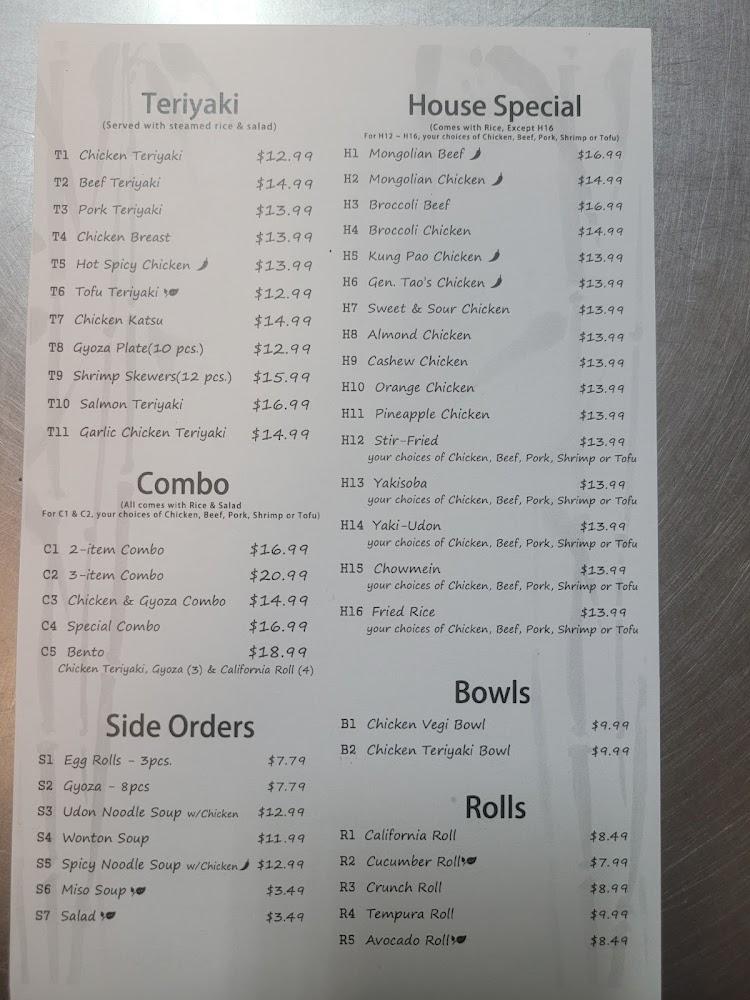 Teriyaki
(Served with steamed rice & salad)
T1 Chicken Teriyaki $12.99
T2 Beef Teriyaki $14.99
T3 Pork Teriyaki $13.99
T4 Chicken Breast $13.99
T5 Hot Spicy Chicken $13.99
T6 Tofu Teriyaki $12.99
T7 Chicken Katsu $14.99
T8 Gyoza Plate(10 pcs.) $12.99
T9 Shrimp Skewers(12 pcs.) $15.99
T10 Salmon Teriyaki $16.99
T11 Garlic Chicken Teriyaki $14.99
Combo
(All comes with Rice & Salad
For C1 & C2, your choices of Chicken, Beef, Pork, Shrimp or Tofu)
C1 2-item Combo $16.99
C2 3-item Combo $20.99
C3 Chicken & Gyoza Combo $14.99
C4 Special Combo $16.99
C5 Bento $18.99
Chicken Teriyaki, Gyoza (3) & California Roll (4)
Side Orders
S1 Egg Rolls - 3pcs. $7.79
S2 Gyoza - 8pcs $7.79
S3 Udon Noodle Soup w/Chicken $12.99
S4 Wonton Soup $11.99
S5 Spicy Noodle Soup w/Chicken $12.99
S6 Miso Soup $3.49
S7 Salad $3.49
House Special
(Comes with Rice, Except H16
For H12 ~ H16, your choices of Chicken, Beef, Pork, Shrimp or Tofu)
H1 Mongolian Beef $16.99
H2 Mongolian Chicken $14.99
H3 Broccoli Beef $16.99
H4 Broccoli Chicken $14.99
H5 Kung Pao Chicken $13.99
H6 Gen. Tao's Chicken $13.99
H7 Sweet & Sour Chicken $13.99
H8 Almond Chicken $13.99
H9 Cashew Chicken $13.99
H10 Orange Chicken $13.99
H11 Pineapple Chicken $13.99
H12 Stir-Fried $13.99
your choices of Chicken, Beef, Pork, Shrimp or Tofu
H13 Yakisoba $13.99
your choices of Chicken, Beef, Pork, Shrimp or Tofu
H14 Yaki-Udon $13.99
your choices of Chicken, Beef, Pork, Shrimp or Tofu
H15 Chowmein $13.99
your choices of Chicken, Beef, Pork, Shrimp or Tofu
H16 Fried Rice $13.99
your choices of Chicken, Beef, Pork, Shrimp or Tofu
Bowls
B1 Chicken Vegi Bowl $9.99
B2 Chicken Teriyaki Bowl $9.99
Rolls
R1 California Roll $8.49
R2 Cucumber Roll $7.99
R3 Crunch Roll $8.99
R4 Tempura Roll $9.99
R5 Avocado Roll $8.49